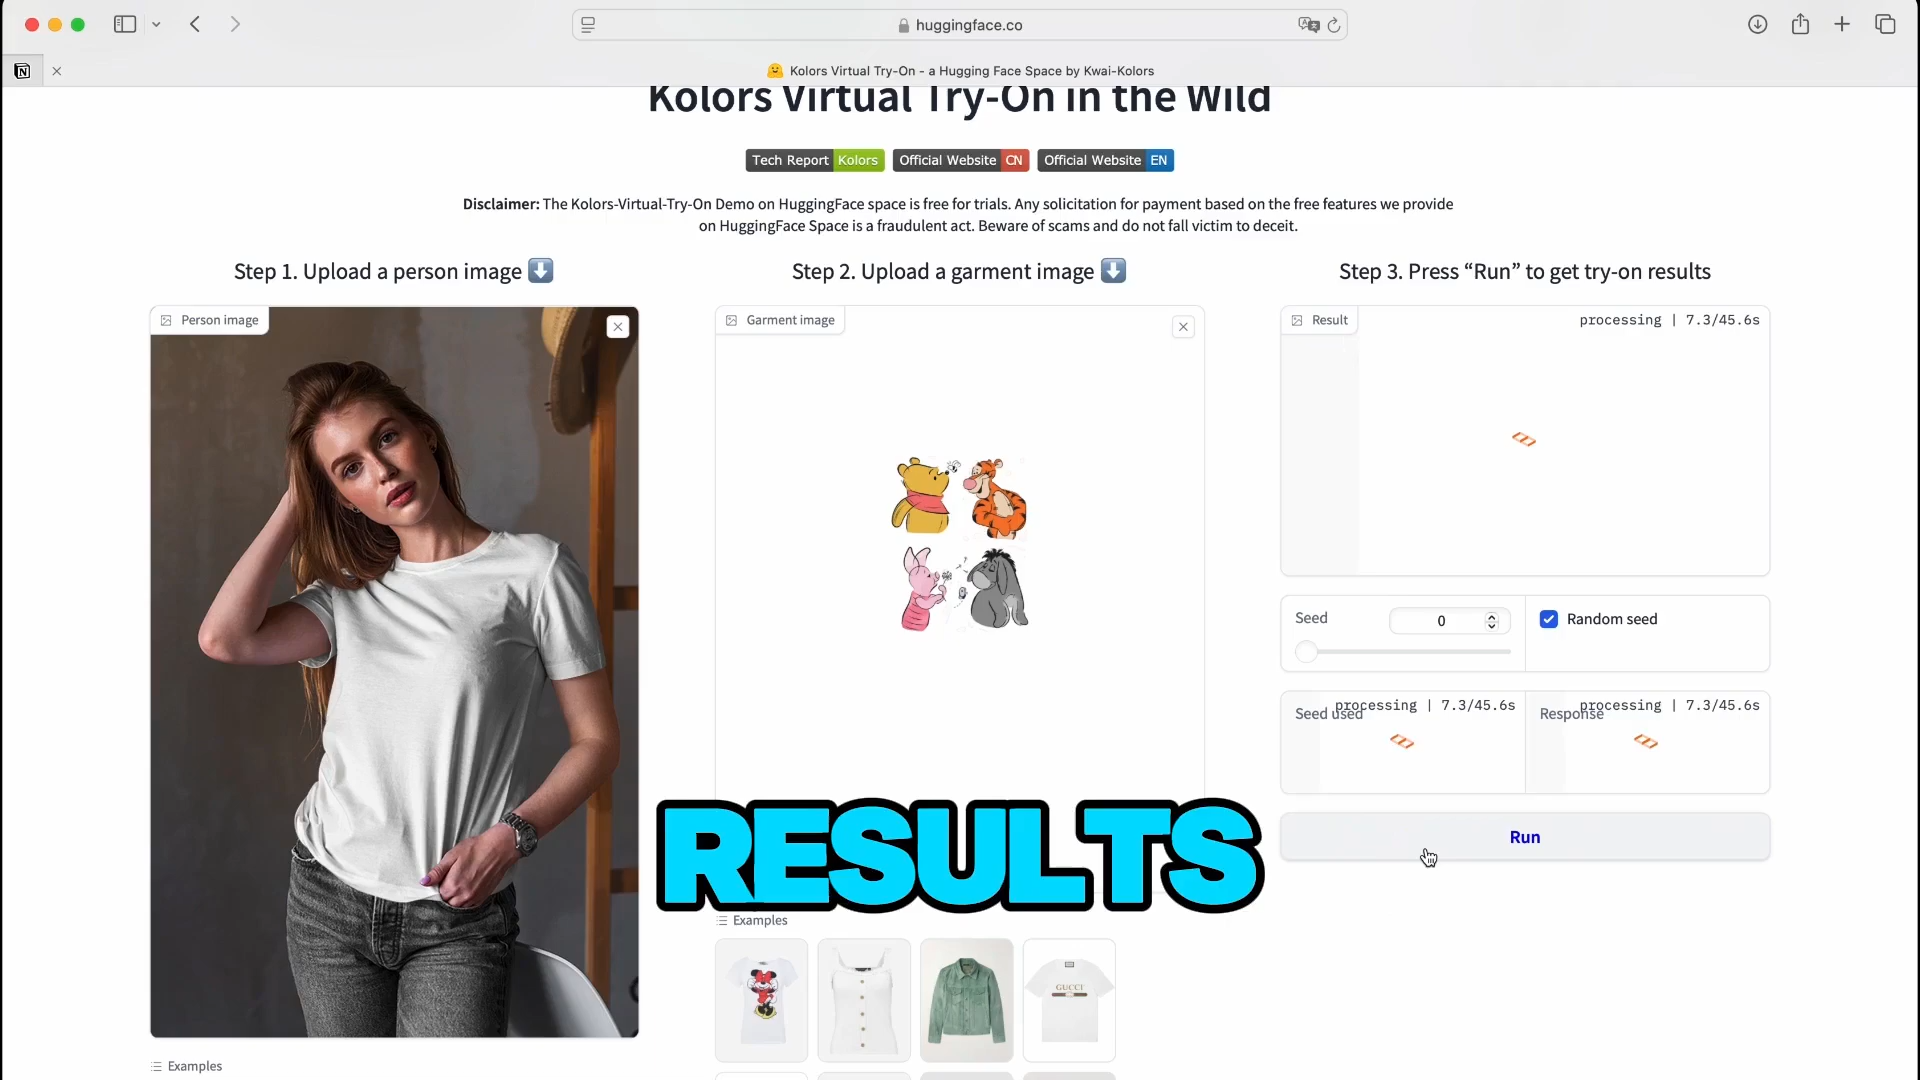 huggingface.co
Kolors Virtual Try-On - a Hugging Face Space by Kwai-Kolors
Kolors Virtual Try-On in the Wild
Tech Report Kolors Official Website CN Official Website EN
Disclaimer: The Kolors-Virtual-Try-On Demo on HuggingFace space is free for trials. Any solicitation for payment based on the free features we provide
on HuggingFace Space is a fraudulent act. Beware of scams and do not fall victim to deceit.
Step 1. Upload a person image
Step 2. Upload a garment image
Step 3. Press “Run” to get try-on results
Person image
Garment image
Result
processing | 7.3/45.6s
Seed
0
Random seed
processing | 7.3/45.6s
Seed used
processing | 7.3/45.6s
Response
Run
RESULTS
Examples
GUCCI
Examples